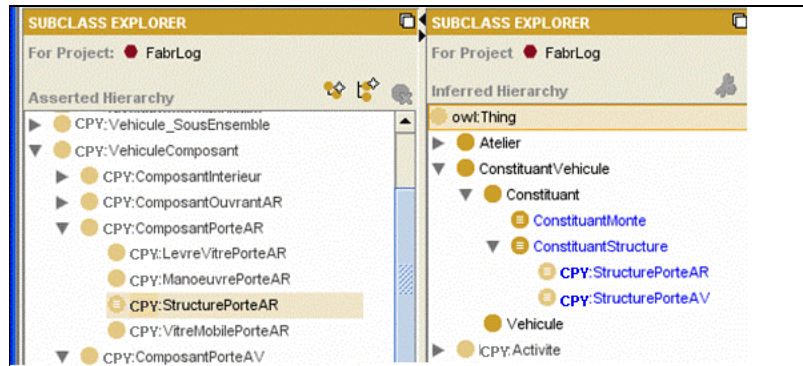 SUBCLASS EXPLORER
For Project: FabrLog
Asserted Hierarchy
CPY:Vehicule_SousEnsemble
CPY:VehiculeComposant
CPY:ComposantInterieur
CPY:ComposantOuvrantAR
CPY:ComposantPorteAR
CPY:LevreVitrePorteAR
CPY:ManoeuvrePorteAR
CPY:StructurePorteAR
CPY:VitreMobilePorteAR
CPY:ComposantPorteAV
SUBCLASS EXPLORER
For Project FabrLog
Inferred Hierarchy
owl:Thing
Atelier
ConstituantVehicule
Constituant
ConstituantMonte
ConstituantStructure
CPY:StructurePorteAR
CPY:StructurePorteAV
Vehicule
CPY:Activite